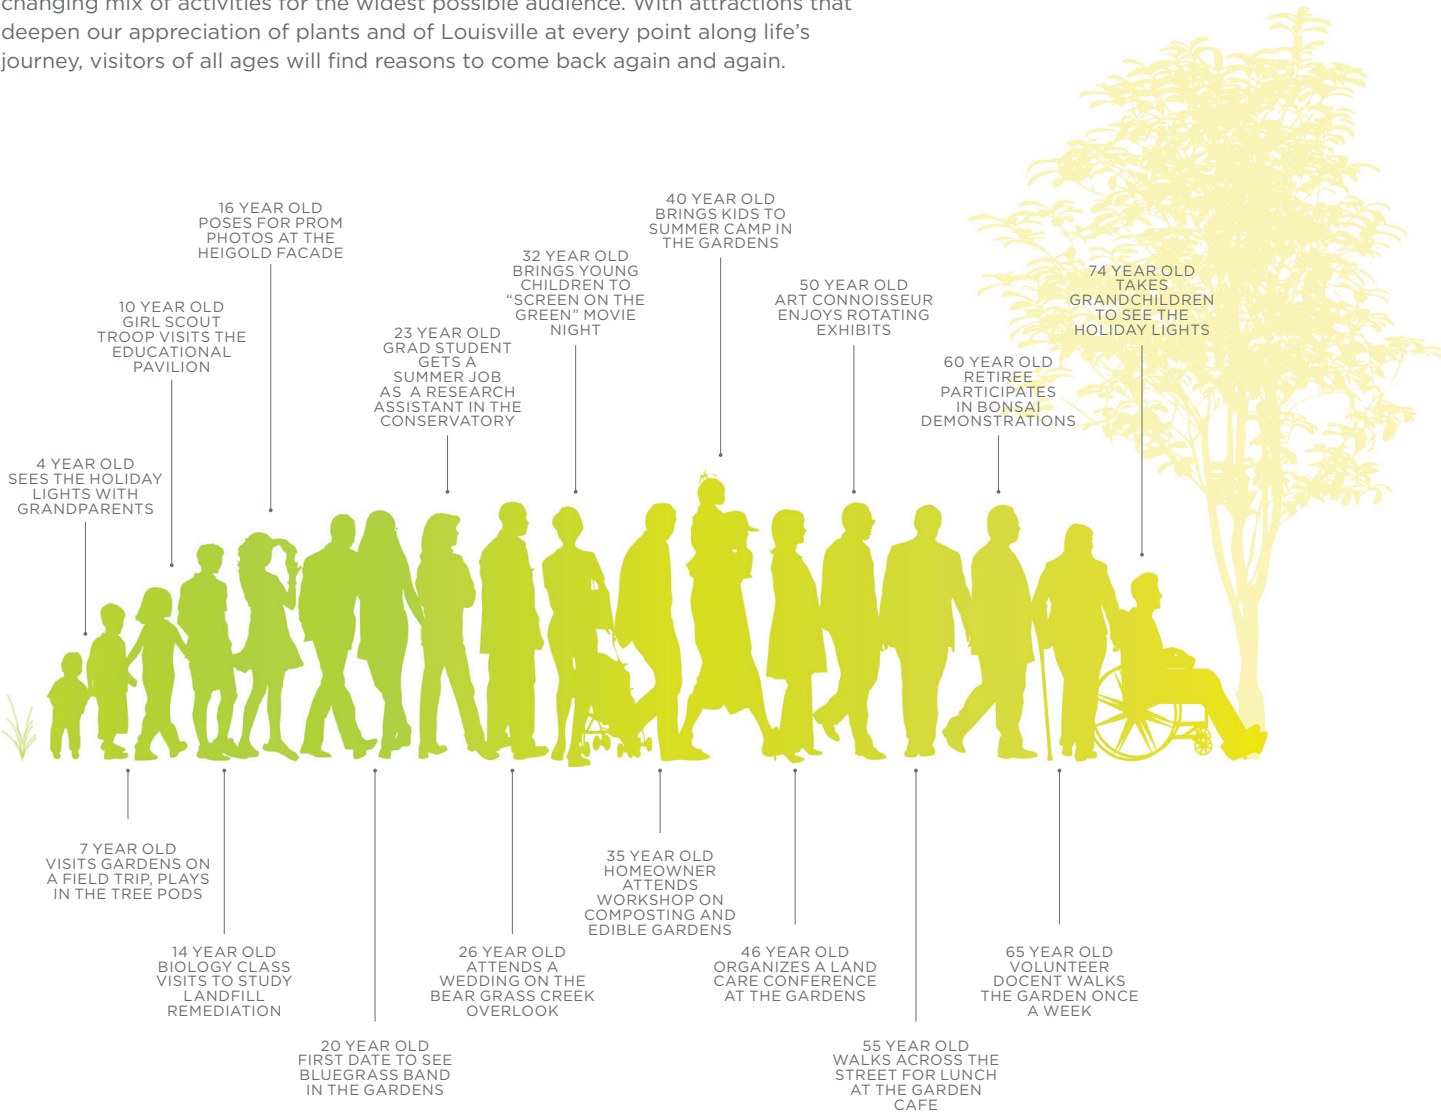 changing mix of activities for the widest possible audience. With attractions that
deepen our appreciation of plants and of Louisville at every point along life’s
journey, visitors of all ages will find reasons to come back again and again.
4 YEAR OLD
SEES THE HOLIDAY
LIGHTS WITH
GRANDPARENTS
10 YEAR OLD
GIRL SCOUT
TROOP VISITS THE
EDUCATIONAL
PAVILION
16 YEAR OLD
POSES FOR PROM
PHOTOS AT THE
HEIGOLD FACADE
23 YEAR OLD
GRAD STUDENT
GETS A
SUMMER JOB
AS A RESEARCH
ASSISTANT IN THE
CONSERVATORY
32 YEAR OLD
BRINGS YOUNG
CHILDREN TO
“SCREEN ON THE
GREEN” MOVIE
NIGHT
40 YEAR OLD
BRINGS KIDS TO
SUMMER CAMP IN
THE GARDENS
50 YEAR OLD
ART CONNOISSEUR
ENJOYS ROTATING
EXHIBITS
60 YEAR OLD
RETIREE
PARTICIPATES
IN BONSAI
DEMONSTRATIONS
74 YEAR OLD
TAKES
GRANDCHILDREN
TO SEE THE
HOLIDAY LIGHTS
7 YEAR OLD
VISITS GARDENS ON
A FIELD TRIP, PLAYS
IN THE TREE PODS
14 YEAR OLD
BIOLOGY CLASS
VISITS TO STUDY
LANDFILL
REMEDIATION
20 YEAR OLD
FIRST DATE TO SEE
BLUEGRASS BAND
IN THE GARDENS
26 YEAR OLD
ATTENDS A
WEDDING ON THE
BEAR GRASS CREEK
OVERLOOK
35 YEAR OLD
HOMEOWNER
ATTENDS
WORKSHOP ON
COMPOSTING AND
EDIBLE GARDENS
46 YEAR OLD
ORGANIZES A LAND
CARE CONFERENCE
AT THE GARDENS
55 YEAR OLD
WALKS ACROSS THE
STREET FOR LUNCH
AT THE GARDEN
CAFE
65 YEAR OLD
VOLUNTEER
DOCENT WALKS
THE GARDEN ONCE
A WEEK